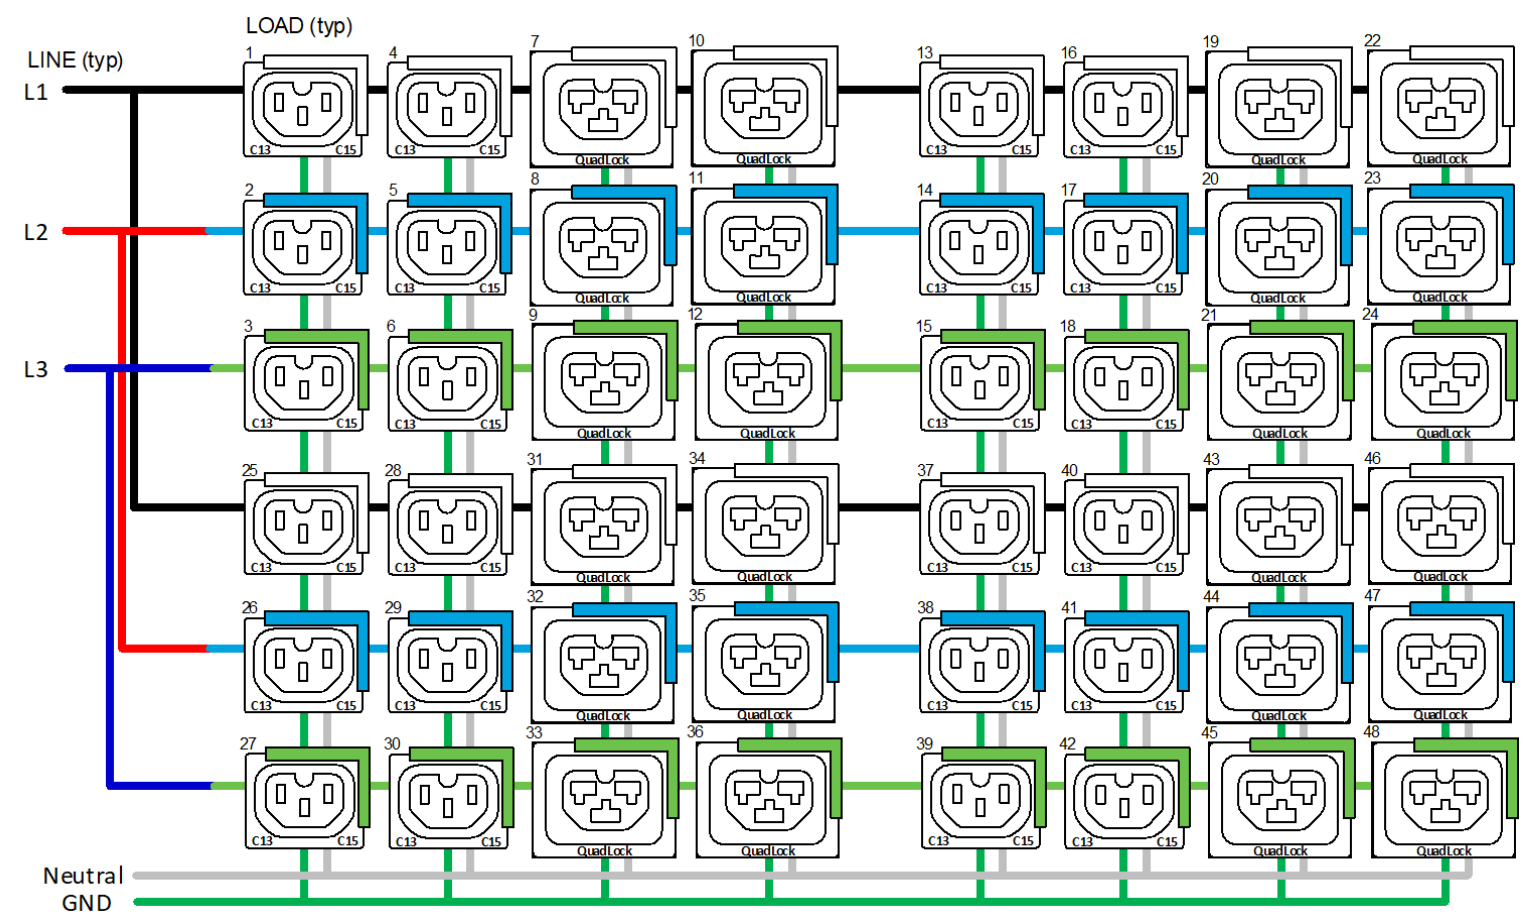 LOAD (typ)
LINE (typ)
1 4 7 10 13 16 19 22
L1
C13 C15 C13 C15 QuadLock QuadLock C13 C15 C13 C15 QuadLock QuadLock
2 5 8 11 14 17 20 23
L2
C13 C15 C13 C15 QuadLock QuadLock C13 C15 C13 C15 QuadLock QuadLock
3 6 9 12 15 18 21 24
L3
C13 C15 C13 C15 QuadLock QuadLock C13 C15 C13 C15 QuadLock QuadLock
25 28 31 34 37 40 43 46
C13 C15 C13 C15 QuadLock QuadLock C13 C15 C13 C15 QuadLock QuadLock
26 29 32 35 38 41 44 47
C13 C15 C13 C15 QuadLock QuadLock C13 C15 C13 C15 QuadLock QuadLock
27 30 33 36 39 42 45 48
C13 C15 C13 C15 QuadLock QuadLock C13 C15 C13 C15 QuadLock QuadLock
Neutral
GND